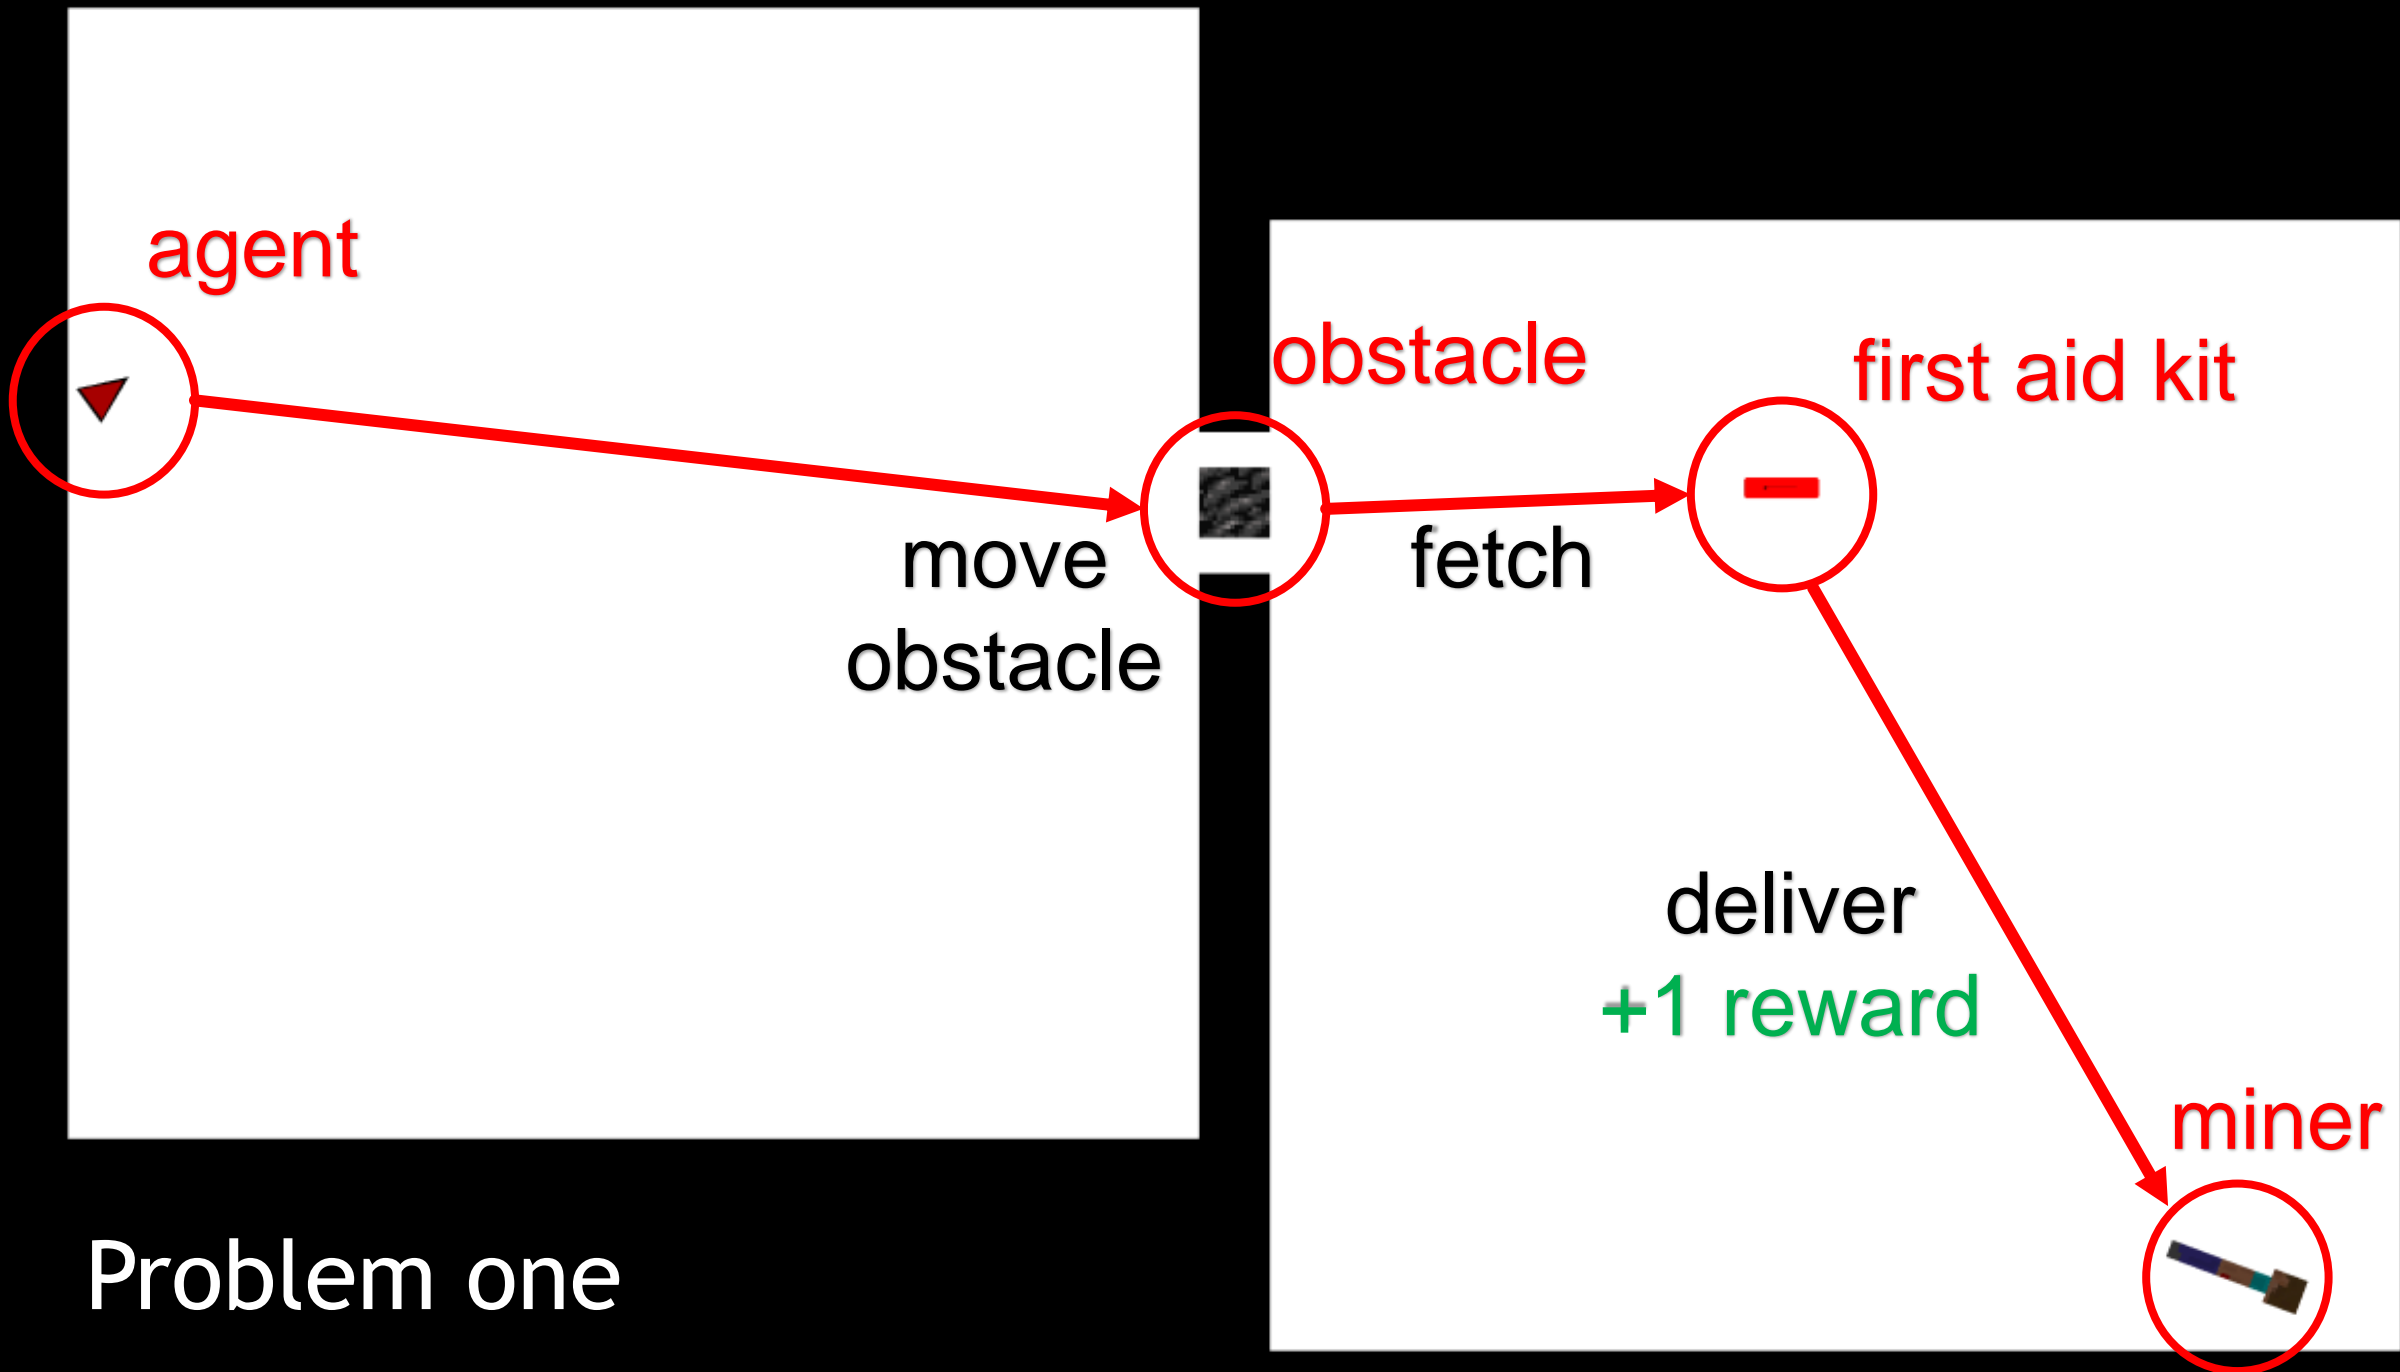 agent
obstacle
first aid kit
move
obstacle
fetch
deliver
+1 reward
miner
Problem one